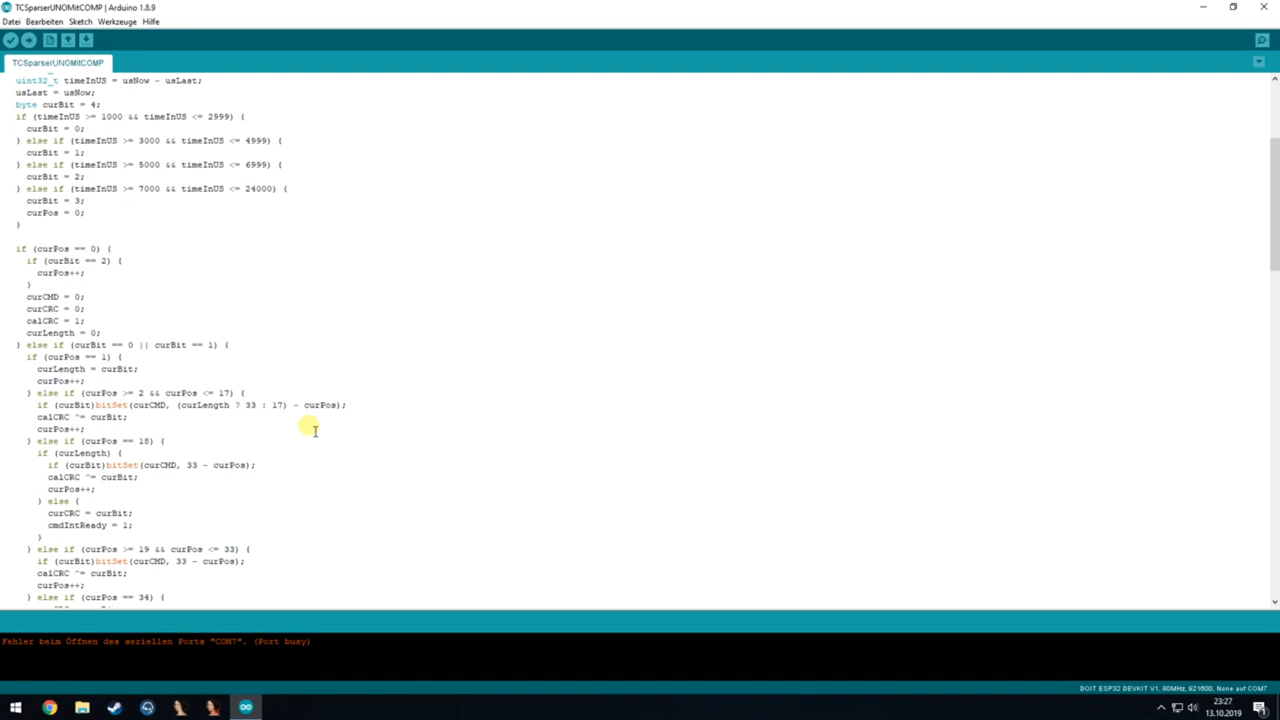 TCSparserUNOMitCOMP | Arduino 1.8.9
Datei Bearbeiten Sketch Werkzeuge Hilfe
TCSparserUNOMitCOMP
uint32_t timeInUS = usNow - usLast;
usLast = usNow;
byte curBit = 4;
if (timeInUS >= 1000 && timeInUS <= 2999) {
curBit = 0;
} else if (timeInUS >= 3000 && timeInUS <= 4999) {
curBit = 1;
} else if (timeInUS >= 5000 && timeInUS <= 6999) {
curBit = 2;
} else if (timeInUS >= 7000 && timeInUS <= 24000) {
curBit = 3;
curPos = 0;
}
if (curPos == 0) {
if (curBit == 2) {
curPos++;
}
curCMD = 0;
curCRC = 0;
calCRC = 1;
curLength = 0;
} else if (curBit == 0 || curBit == 1) {
if (curPos == 1) {
curLength = curBit;
curPos++;
} else if (curPos >= 2 && curPos <= 17) {
if (curBit)bitSet(curCMD, (curLength ? 33 : 17) - curPos);
calCRC ^= curBit;
curPos++;
} else if (curPos == 18) {
if (curLength) {
if (curBit)bitSet(curCMD, 33 - curPos);
calCRC ^= curBit;
curPos++;
} else {
curCRC = curBit;
cmdIntReady = 1;
}
} else if (curPos >= 19 && curPos <= 33) {
if (curBit)bitSet(curCMD, 33 - curPos);
calCRC ^= curBit;
curPos++;
} else if (curPos == 34) {
Fehler beim Öffnen des seriellen Ports "COM7". (Port busy)
DOIT ESP32 DEVKIT V1, 80MHz, 921600, None auf COM7
23:27
13.10.2019